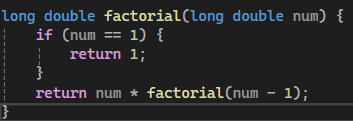 long double factorial(long double num) {
    if (num == 1) {
        return 1;
    }
    return num * factorial(num - 1);
}